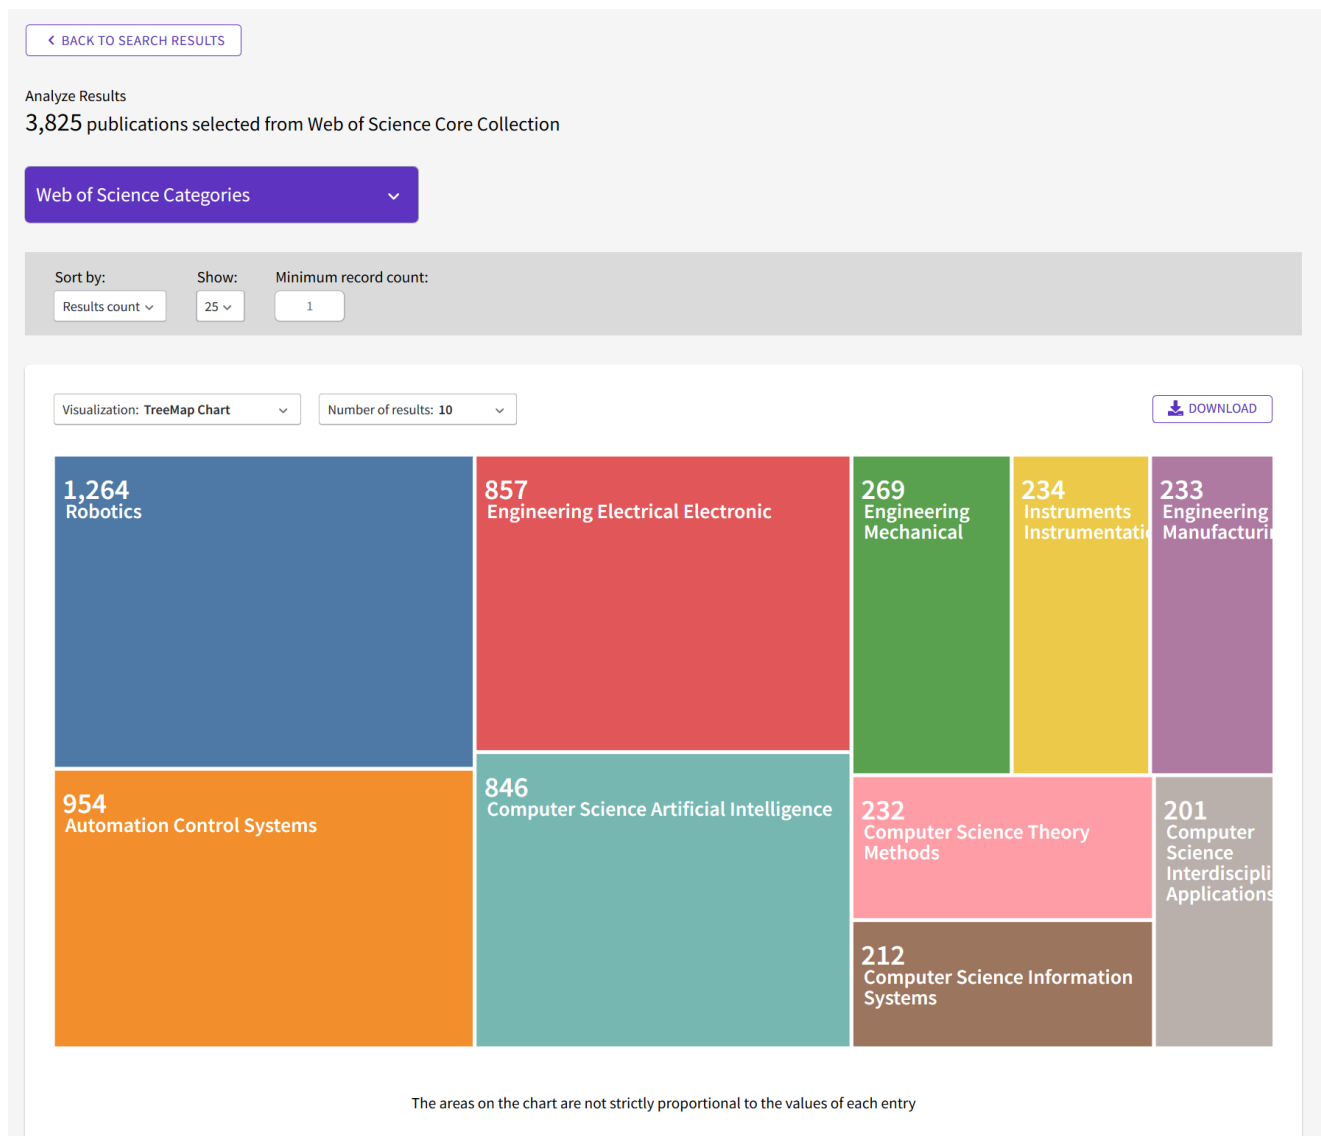 BACK TO SEARCH RESULTS
Analyze Results
3,825 publications selected from Web of Science Core Collection
Web of Science Categories
Sort by:
Show:
Minimum record count:
Results count
25
1
Visualization: TreeMap Chart
Number of results: 10
DOWNLOAD
1,264
Robotics
857
Engineering Electrical Electronic
269
Engineering
Mechanical
234
Instruments
Instrumentati
233
Engineering
Manufacturi
954
Automation Control Systems
846
Computer Science Artificial Intelligence
232
Computer Science Theory
Methods
201
Computer
Science
Interdiscipli
Applications
212
Computer Science Information
Systems
The areas on the chart are not strictly proportional to the values of each entry